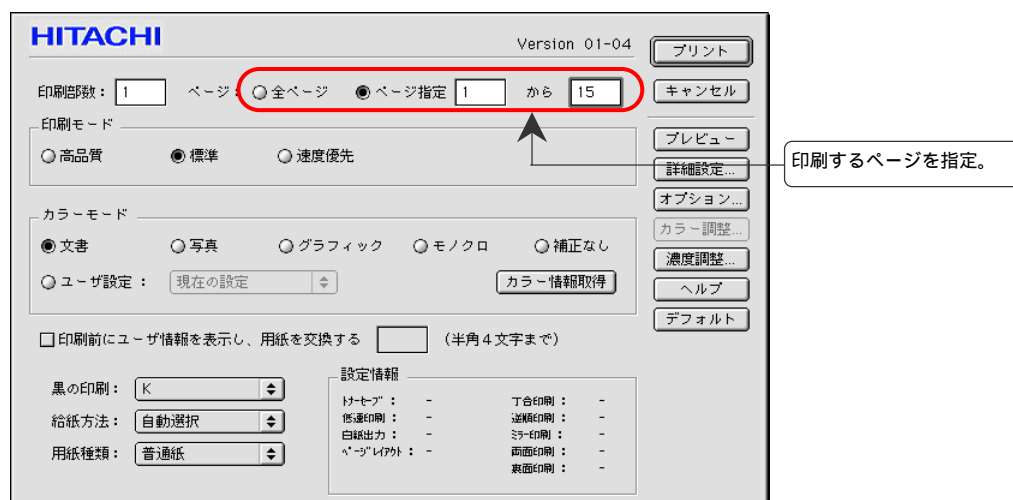 HITACHI
Version 01-04
プリント
印刷部数： 1 ページ： 全ページ ページ指定 1 から 15
キャンセル
印刷モード
高品質 標準 速度優先
プレビュー
詳細設定...
印刷するページを指定。
オプション...
カラーモード
カラー調整...
文書 写真 グラフィック モノクロ 補正なし
濃度調整...
ユーザ設定： 現在の設定 カラー情報取得
ヘルプ
デフォルト
印刷前にユーザ情報を表示し、用紙を交換する （半角４文字まで）
設定情報
黒の印刷： K
給紙方法： 自動選択
用紙種類： 普通紙
ﾄﾅｰｾｰﾌﾞ： - 丁合印刷： -
低速印刷： - 逆順印刷： -
白紙出力： - ﾐﾗｰ印刷： -
ﾍﾟｰｼﾞﾚｲｱｳﾄ： - 両面印刷： -
裏面印刷： -